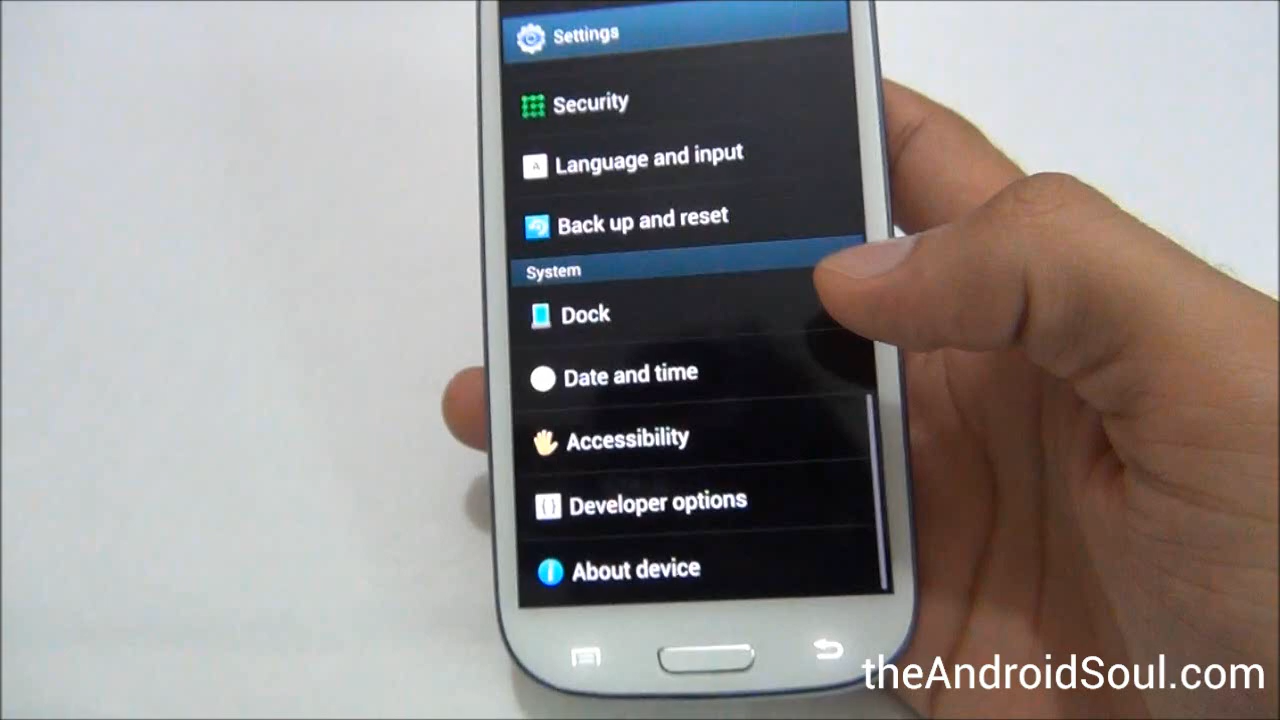 Settings
Security
A
Language and input
Back up and reset
System
Dock
Date and time
Accessibility
{ }
Developer options
i
About device
theAndroidSoul.com